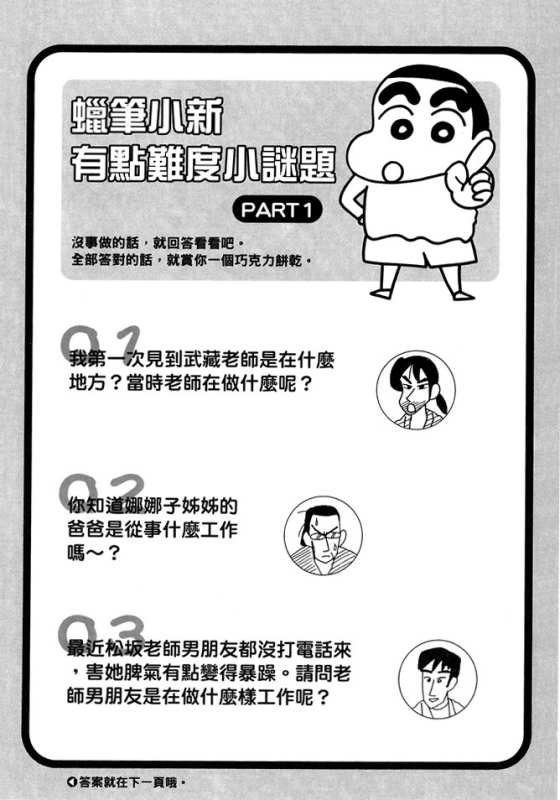 蠟筆小新
有點難度小謎題
PART 1
沒事做的話，就回答看看吧。
全部答對的話，就賞你一個巧克力餅乾。
01
我第一次見到武藏老師是在什麼
地方？當時老師在做什麼呢？
02
你知道娜娜子姊姊的
爸爸是從事什麼工作
嗎～？
03
最近松坂老師男朋友都沒打電話來
，害她脾氣有點變得暴躁。請問老
師男朋友是在做什麼樣工作呢？
答案就在下一頁哦。